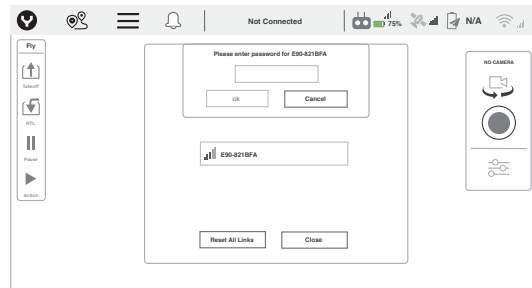 Not Connected
75%
N/A
Fly
Takeoff
RTL
Pause
Action
Please enter password for E90-821BFA
ok
Cancel
E90-821BFA
Reset All Links
Close
NO CAMERA